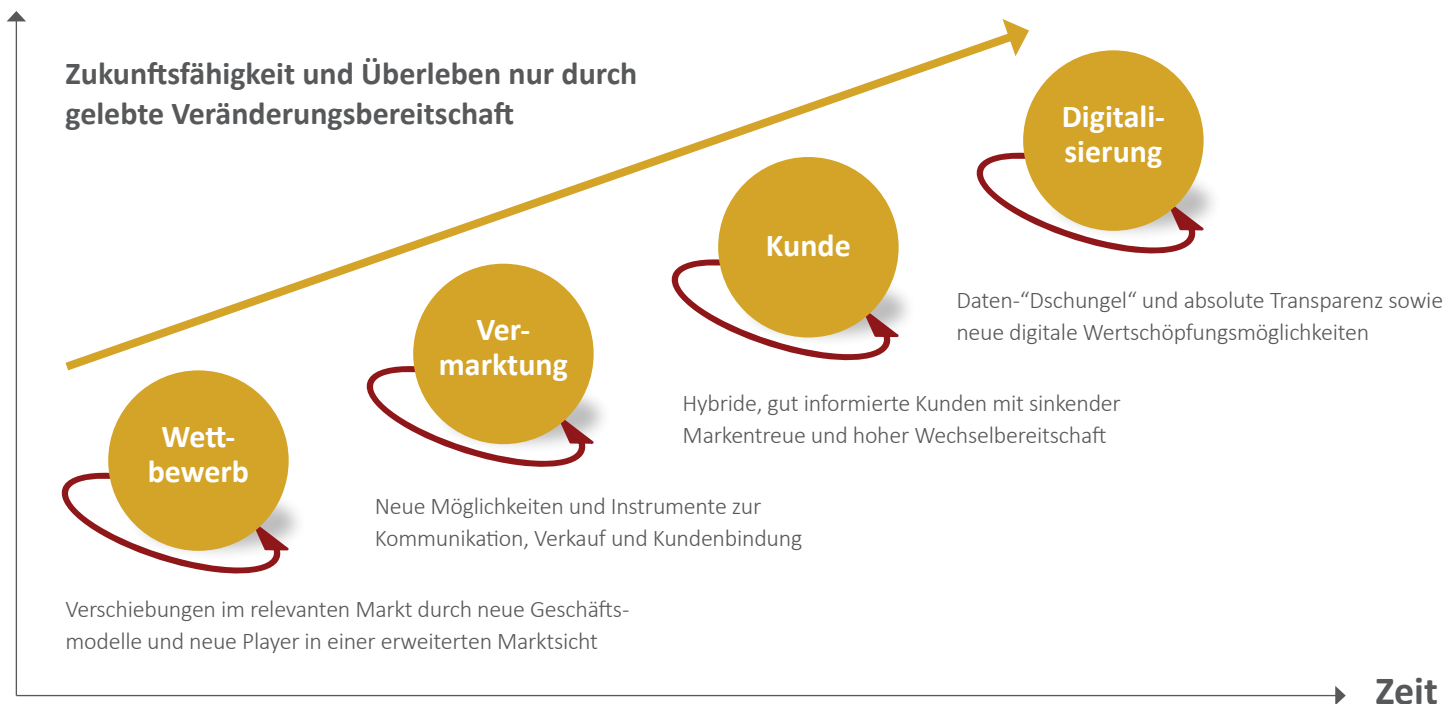 Zukunftsfähigkeit und Überleben nur durch
gelebte Veränderungsbereitschaft
Digitali-
sierung
Daten-“Dschungel“ und absolute Transparenz sowie
neue digitale Wertschöpfungsmöglichkeiten
Kunde
Hybride, gut informierte Kunden mit sinkender
Markentreue und hoher Wechselbereitschaft
Ver-
marktung
Neue Möglichkeiten und Instrumente zur
Kommunikation, Verkauf und Kundenbindung
Wett-
bewerb
Verschiebungen im relevanten Markt durch neue Geschäfts-
modelle und neue Player in einer erweiterten Marktsicht
Zeit